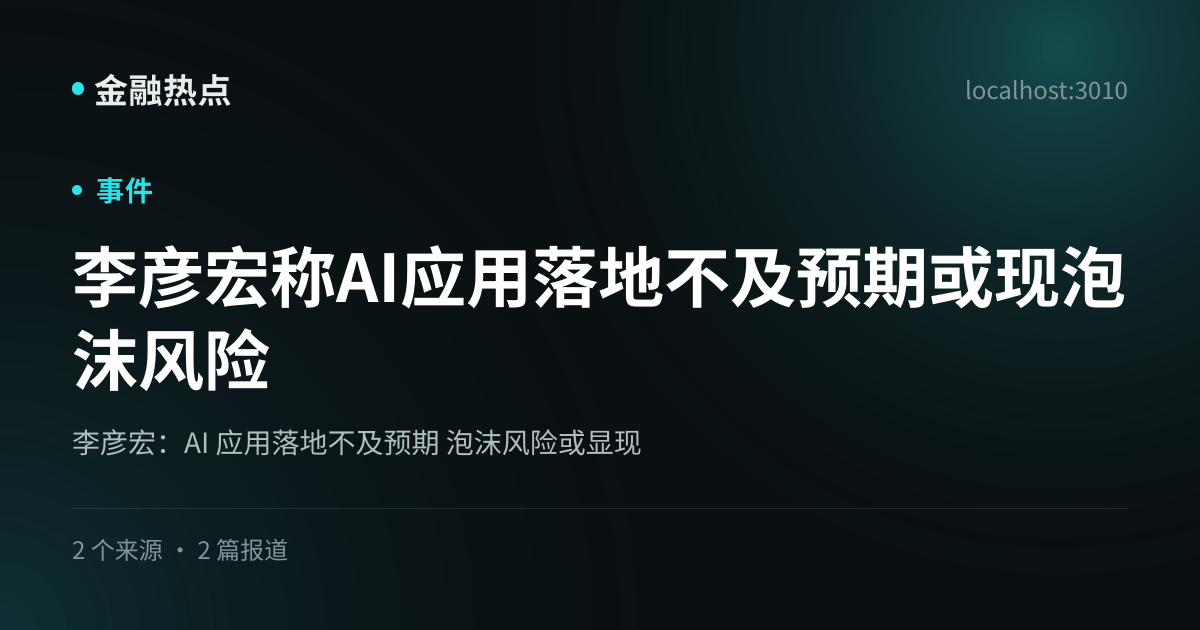 金融热点
localhost:3010
事件
李彦宏称AI应用落地不及预期或现泡
沫风险
李彦宏：AI 应用落地不及预期 泡沫风险或显现
2 个来源 · 2 篇报道